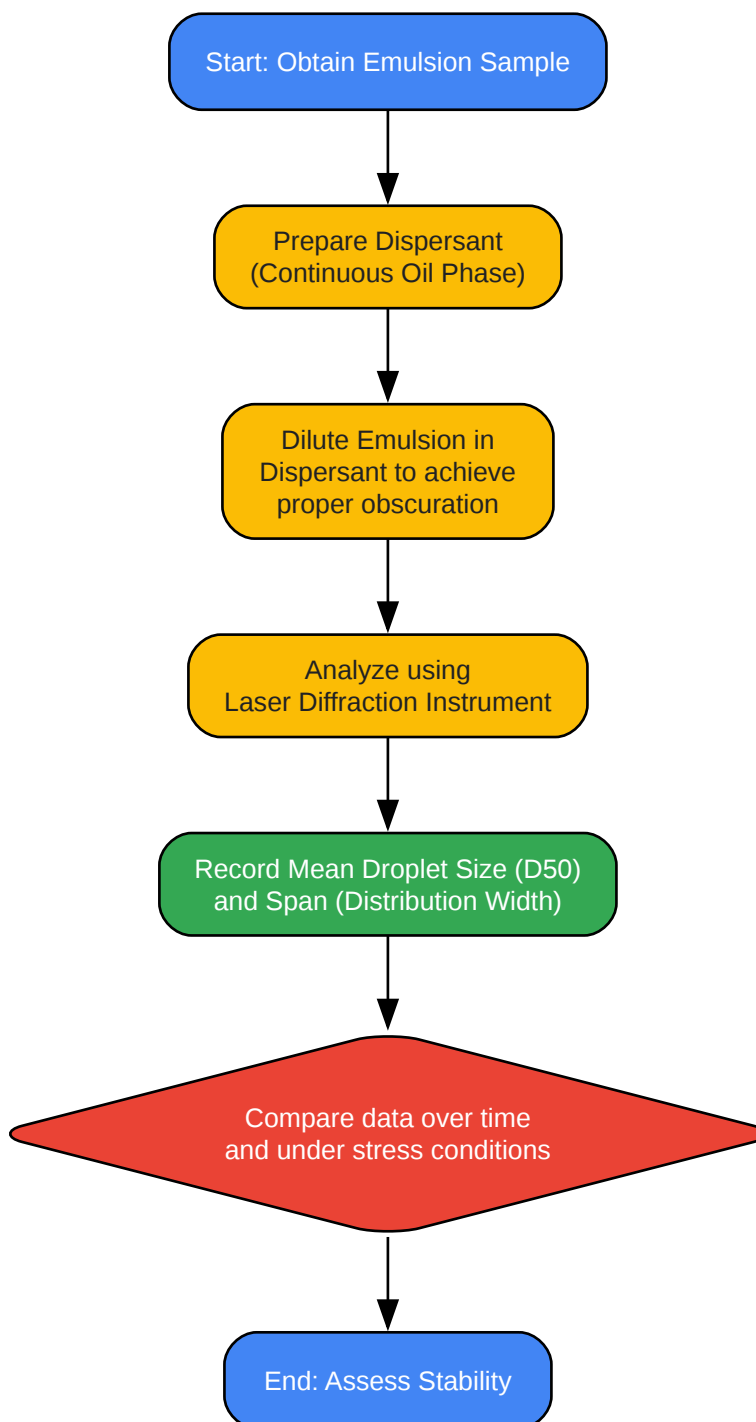 Start: Obtain Emulsion Sample
Prepare Dispersant
(Continuous Oil Phase)
Dilute Emulsion in
Dispersant to achieve
proper obscuration
Analyze using
Laser Diffraction Instrument
Record Mean Droplet Size (D50)
and Span (Distribution Width)
Compare data over time
and under stress conditions
End: Assess Stability